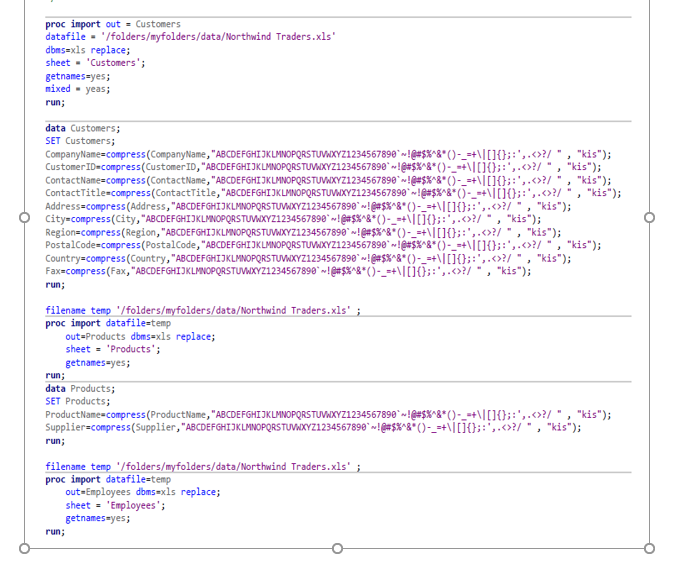 proc import out = Customers
datafile = '/folders/myfolders/data/Northwind Traders.xls'
dbms=xls replace;
sheet = 'Customers';
getnames=yes;
mixed = yeas;
run;
data Customers;
SET Customers;
CompanyName=compress(CompanyName,"ABCDEFGHIJKLMNOPQRSTUVWXYZ1234567890`~!@#$%^&*()-_=+\|[]{};:',.<>?/ " , "kis");
CustomerID=compress(CustomerID,"ABCDEFGHIJKLMNOPQRSTUVWXYZ1234567890`~!@#$%^&*()-_=+\|[]{};:',.<>?/ " , "kis");
ContactName=compress(ContactName,"ABCDEFGHIJKLMNOPQRSTUVWXYZ1234567890`~!@#$%^&*()-_=+\|[]{};:',.<>?/ " , "kis");
ContactTitle=compress(ContactTitle,"ABCDEFGHIJKLMNOPQRSTUVWXYZ1234567890`~!@#$%^&*()-_=+\|[]{};:',.<>?/ " , "kis");
Address=compress(Address,"ABCDEFGHIJKLMNOPQRSTUVWXYZ1234567890`~!@#$%^&*()-_=+\|[]{};:',.<>?/ " , "kis");
City=compress(City,"ABCDEFGHIJKLMNOPQRSTUVWXYZ1234567890`~!@#$%^&*()-_=+\|[]{};:',.<>?/ " , "kis");
Region=compress(Region,"ABCDEFGHIJKLMNOPQRSTUVWXYZ1234567890`~!@#$%^&*()-_=+\|[]{};:',.<>?/ " , "kis");
PostalCode=compress(PostalCode,"ABCDEFGHIJKLMNOPQRSTUVWXYZ1234567890`~!@#$%^&*()-_=+\|[]{};:',.<>?/ " , "kis");
Country=compress(Country,"ABCDEFGHIJKLMNOPQRSTUVWXYZ1234567890`~!@#$%^&*()-_=+\|[]{};:',.<>?/ " , "kis");
Fax=compress(Fax,"ABCDEFGHIJKLMNOPQRSTUVWXYZ1234567890`~!@#$%^&*()-_=+\|[]{};:',.<>?/ " , "kis");
run;
filename temp '/folders/myfolders/data/Northwind Traders.xls' ;
proc import datafile=temp
out=Products dbms=xls replace;
sheet = 'Products';
getnames=yes;
run;
data Products;
SET Products;
ProductName=compress(ProductName,"ABCDEFGHIJKLMNOPQRSTUVWXYZ1234567890`~!@#$%^&*()-_=+\|[]{};:',.<>?/ " , "kis");
Supplier=compress(Supplier,"ABCDEFGHIJKLMNOPQRSTUVWXYZ1234567890`~!@#$%^&*()-_=+\|[]{};:',.<>?/ " , "kis");
run;
filename temp '/folders/myfolders/data/Northwind Traders.xls' ;
proc import datafile=temp
out=Employees dbms=xls replace;
sheet = 'Employees';
getnames=yes;
run;